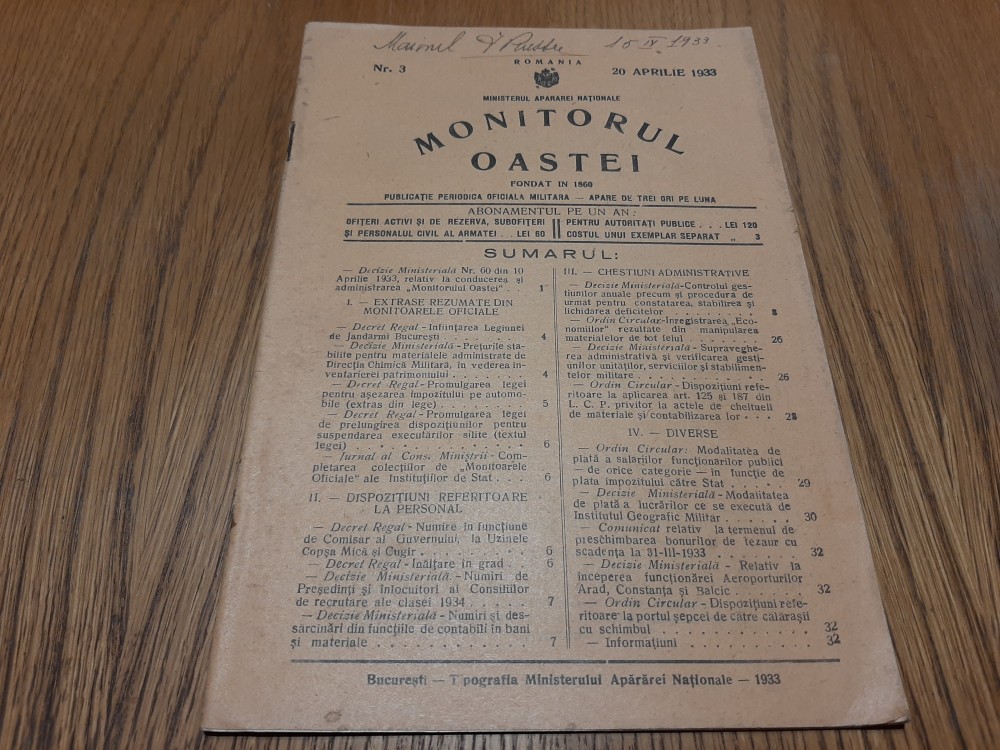 15 IX 1933
ROMANIA
Nr. 3
20 APRILIE 1933
MINISTERUL APARAREI NAȚIONALE
MONITORUL
OASTEI
FONDAT IN 1860
PUBLICAȚIE PERIODICA OFICIALA MILITARA — APARE DE TREI ORI PE LUNA
ABONAMENTUL PE UN AN:
OFIȚERI ACTIVI ȘI DE REZERVA, SUBOFIȚERI
ȘI PERSONALUL CIVIL AL ARMATEI . . LEI 60
PENTRU AUTORITAȚI PUBLICE . . . LEI 120
COSTUL UNUI EXEMPLAR SEPARAT „ 3
SUMARUL:
— Decizie Ministerială Nr. 60 din 10
Aprilie 1933, relativ la conducerea și
administrarea „Monitorului Oastei" . . 1
I. — EXTRASE REZUMATE DIN
MONITOARELE OFICIALE
— Decret Regal - Inființarea Legiunei
de Jandarmi București . . . . . . . 4
— Decizie Ministerială - Prețurile sta-
bilite pentru materialele administrate de
Direcția Chimică Militară, în vederea in-
ventarierei patrimoniului . . . . . . . 4
— Decret Regal - Promulgarea legei
pentru așezarea impozitului pe automo-
bile (extras din lege) . . . . . . . . 5
— Decret Regal - Promulgarea legei
de prelungirea dispozițiunilor pentru
suspendarea executărilor silite (textul
legei) . . . . . . . . . . . . . . 6
— Jurnal al Cons. Miniștrii - Com-
pletarea colecțiilor de „Monitoarele
Oficiale" ale Instituțiilor de Stat . . . 6
II. — DISPOZIȚIUNI REFERITOARE
LA PERSONAL
— Decret Regal - Numire în funcțiune
de Comisar al Guvernului, la Uzinele
Copșa Mică și Cugir . . . . . . . . . 6
— Decret Regal - Inălțare în grad . . 6
— Decizie Ministerială - Numiri de
Președinți și înlocuitori al Consiliilor
de recrutare ale clasei 1934 . . . . . 7
— Decizie Ministerială - Numiri și des-
sărcinări din funcțiile de contabili în bani
și materiale . . . . . . . . . . . . 7
III. — CHESTIUNI ADMINISTRATIVE
— Decizie Ministerială-Controlul ges-
tiunilor anuale precum și procedura de
urmat pentru constatarea, stabilirea și
lichidarea deficitelor . . . . . . . . 8
— Ordin Circular-Inregistrarea „Eco-
nomiilor" rezultate din manipularea
materialelor de tot felul . . . . . . 26
— Decizie Ministerială - Supraveghe-
rea administrativă și verificarea gesti-
unilor unităților, serviciilor și stabilimen-
telor militare . . . . . . . . . . . 26
— Ordin Circular - Dispozițiuni refe-
ritoare la aplicarea art. 125 și 187 din
L. C. P. privitor la actele de cheltueli
de materiale și contabilizarea lor . . . 28
IV. — DIVERSE
— Ordin Circular: Modalitatea de
plată a salariilor funcționarilor publici
— de orice categorie — în funcție de
plata impozitului către Stat . . . . . 29
— Decizie Ministerială - Modalitatea
de plată a lucrărilor ce se execută de
Institutul Geografic Militar . . . . . . 30
— Comunicat relativ la termenul de
preschimbarea bonurilor de tezaur cu
scadența la 31-III-1933 . . . . . . . . 32
— Decizie Ministerială - Relativ la
începerea funcționărei Aeroporturilor
Arad, Constanța și Balcic . . . . . . . 32
— Ordin Circular - Dispozițiuni refe-
ritoare la portul șepcei de către călărașii
cu schimbul . . . . . . . . . . . . 32
— Informațiuni . . . . . . . . . . 32
București — Tipografia Ministerului Apărărei Naționale — 1933